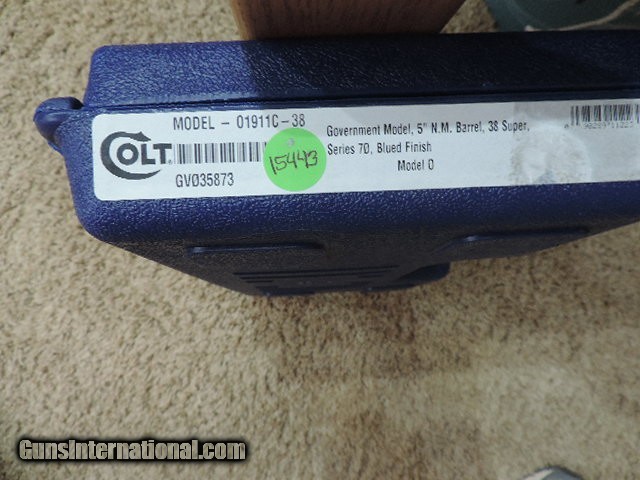 MODEL - 01911C-38
COLT
GV035873
15443
Government Model, 5" N.M. Barrel, 38 Super,
Series 70, Blued Finish
Model O
GunsInternational.com